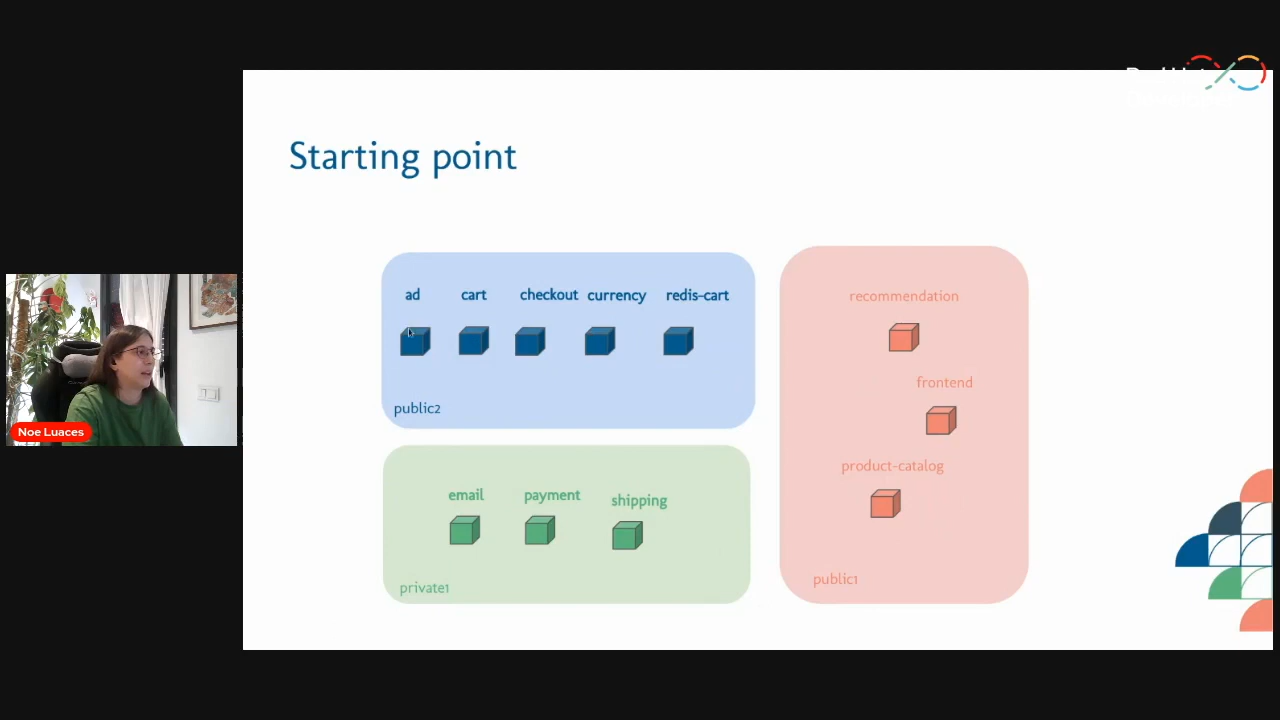 Starting point
ad
cart
checkout
currency
redis-cart
public2
email
payment
shipping
private1
recommendation
frontend
product-catalog
public1
Noe Luaces